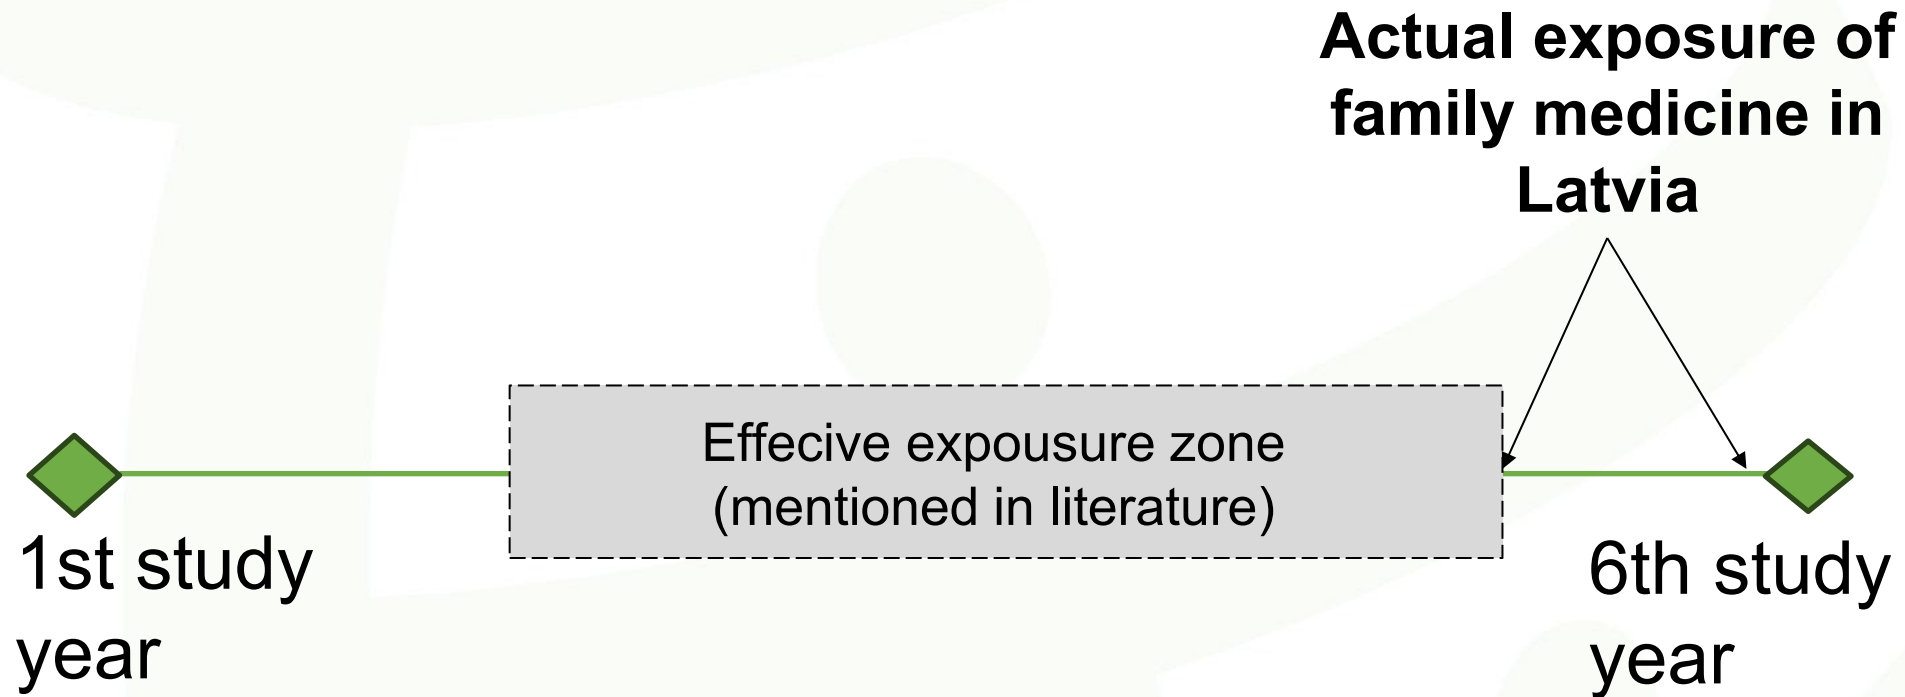 Actual exposure of
family medicine in
Latvia
Effecive expousure zone
(mentioned in literature)
1st study
year
6th study
year